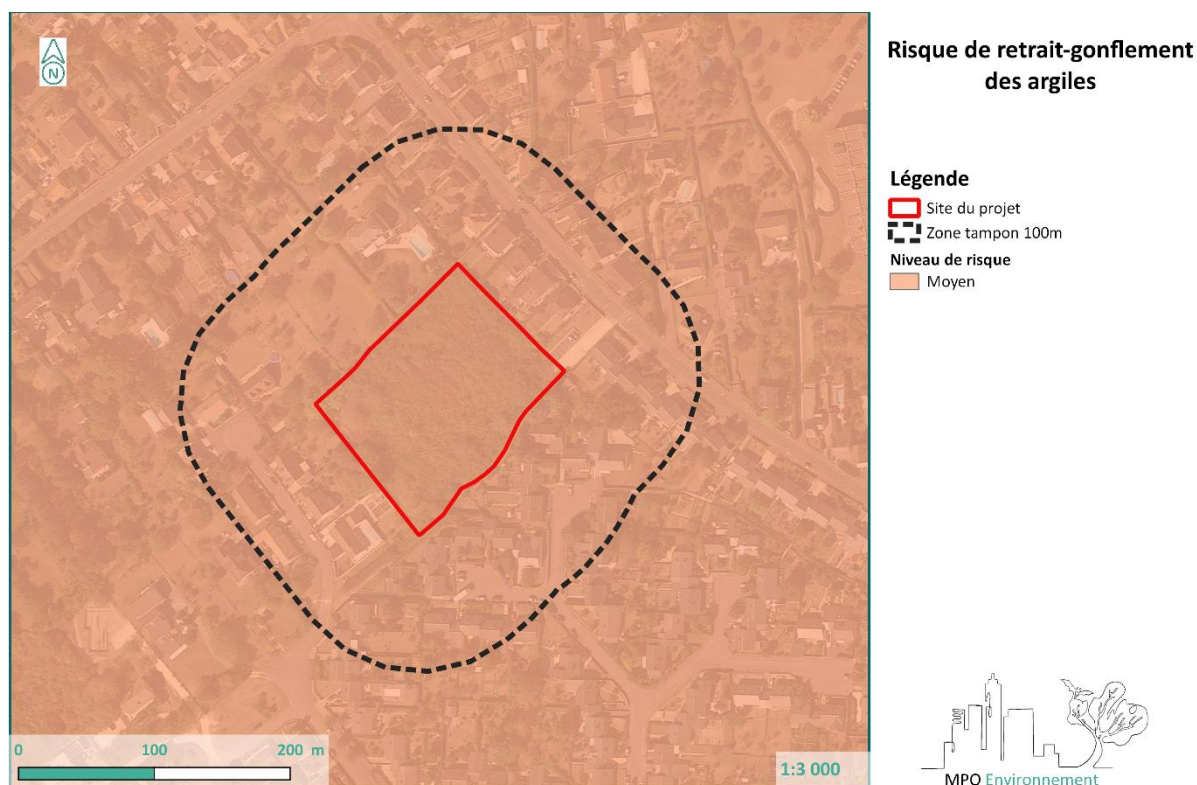 N
Risque de retrait-gonflement
des argiles
Légende
Site du projet
Zone tampon 100m
Niveau de risque
Moyen
0 100 200 m
1:3 000
MPO Environnement